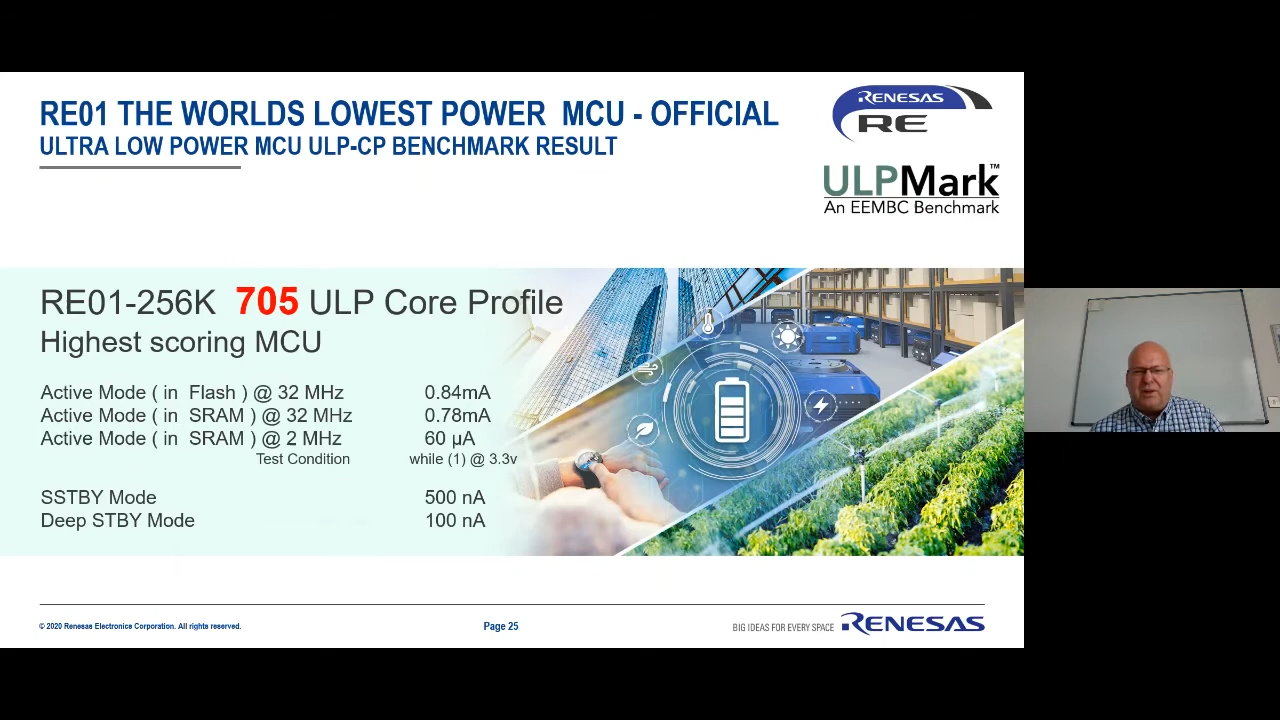 RE01 THE WORLDS LOWEST POWER MCU - OFFICIAL
ULTRA LOW POWER MCU ULP-CP BENCHMARK RESULT
RENESAS
RE
ULPMark™
An EEMBC Benchmark
RE01-256K 705 ULP Core Profile
Highest scoring MCU
Active Mode ( in Flash ) @ 32 MHz 0.84mA
Active Mode ( in SRAM ) @ 32 MHz 0.78mA
Active Mode ( in SRAM ) @ 2 MHz 60 µA
Test Condition while (1) @ 3.3v
SSTBY Mode 500 nA
Deep STBY Mode 100 nA
© 2020 Renesas Electronics Corporation. All rights reserved.
Page 25
BIG IDEAS FOR EVERY SPACE RENESAS